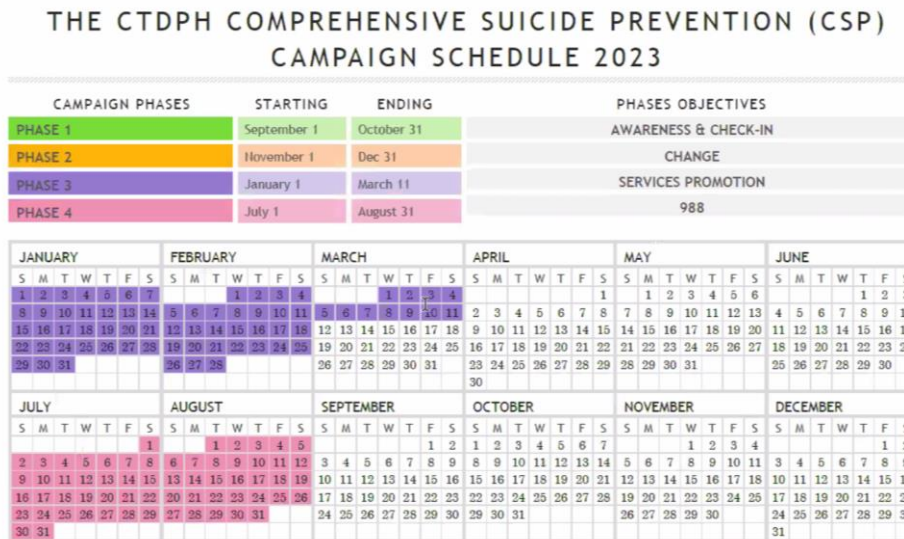 THE CTDPH COMPREHENSIVE SUICIDE PREVENTION (CSP)
CAMPAIGN SCHEDULE 2023
CAMPAIGN PHASES STARTING ENDING PHASES OBJECTIVES
PHASE 1 September 1 October 31 AWARENESS & CHECK-IN
PHASE 2 November 1 Dec 31 CHANGE
PHASE 3 January 1 March 11 SERVICES PROMOTION
PHASE 4 July 1 August 31 988
JANUARY FEBRUARY MARCH APRIL MAY JUNE
S M T W T F S S M T W T F S S M T W T F S S M T W T F S S M T W T F S S M T W T F
1 2 3 4 5 6 7 1 2 3 4 1 2 3 4 1 1 2 3 4 5 6 1 2
8 9 10 11 12 13 14 5 6 7 8 9 10 11 5 6 7 8 9 10 11 2 3 4 5 6 7 8 7 8 9 10 11 12 13 4 5 6 7 8 9
15 16 17 18 19 20 21 12 13 14 15 16 17 18 12 13 14 15 16 17 18 9 10 11 12 13 14 15 14 15 16 17 18 19 20 11 12 13 14 15 16
22 23 24 25 26 27 28 19 20 21 22 23 24 25 19 20 21 22 23 24 25 16 17 18 19 20 21 22 21 22 23 24 25 26 27 18 19 20 21 22 23
29 30 31 26 27 28 26 27 28 29 30 31 23 24 25 26 27 28 29 28 29 30 31 25 26 27 28 29 30
30
JULY AUGUST SEPTEMBER OCTOBER NOVEMBER DECEMBER
S M T W T F S S M T W T F S S M T W T F S S M T W T F S S M T W T F S S M T W T F
1 1 2 3 4 5 1 2 1 2 3 4 5 6 7 1 2 3 4 1
2 3 4 5 6 7 8 6 7 8 9 10 11 12 3 4 5 6 7 8 9 8 9 10 11 12 13 14 5 6 7 8 9 10 11 3 4 5 6 7 8
9 10 11 12 13 14 15 13 14 15 16 17 18 19 10 11 12 13 14 15 16 15 16 17 18 19 20 21 12 13 14 15 16 17 18 10 11 12 13 14 15
16 17 18 19 20 21 22 20 21 22 23 24 25 26 17 18 19 20 21 22 23 22 23 24 25 26 27 28 19 20 21 22 23 24 25 17 18 19 20 21 22
23 24 25 26 27 28 29 27 28 29 30 31 24 25 26 27 28 29 30 29 30 31 26 27 28 29 30 24 25 26 27 28 29
30 31 31